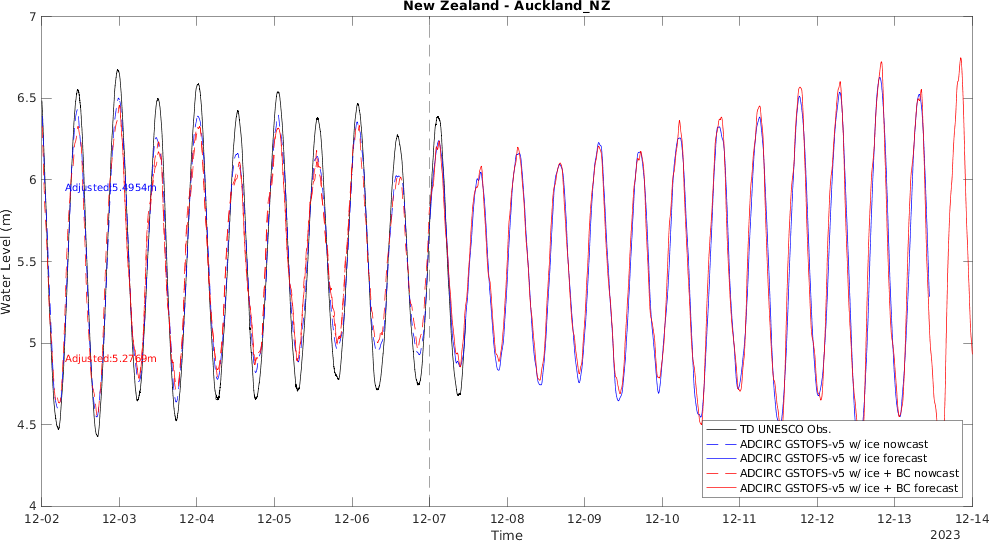 New Zealand - Auckland_NZ
7
6.5
6
5.5
5
4.5
4
Water Level (m)
Adjusted:5.4954m
Adjusted:5.2769m
TD UNESCO Obs.
ADCIRC GSTOFS-v5 w/ ice nowcast
ADCIRC GSTOFS-v5 w/ ice forecast
ADCIRC GSTOFS-v5 w/ ice + BC nowcast
ADCIRC GSTOFS-v5 w/ ice + BC forecast
12-02 12-03 12-04 12-05 12-06 12-07 12-08 12-09 12-10 12-11 12-12 12-13 12-14
Time
2023